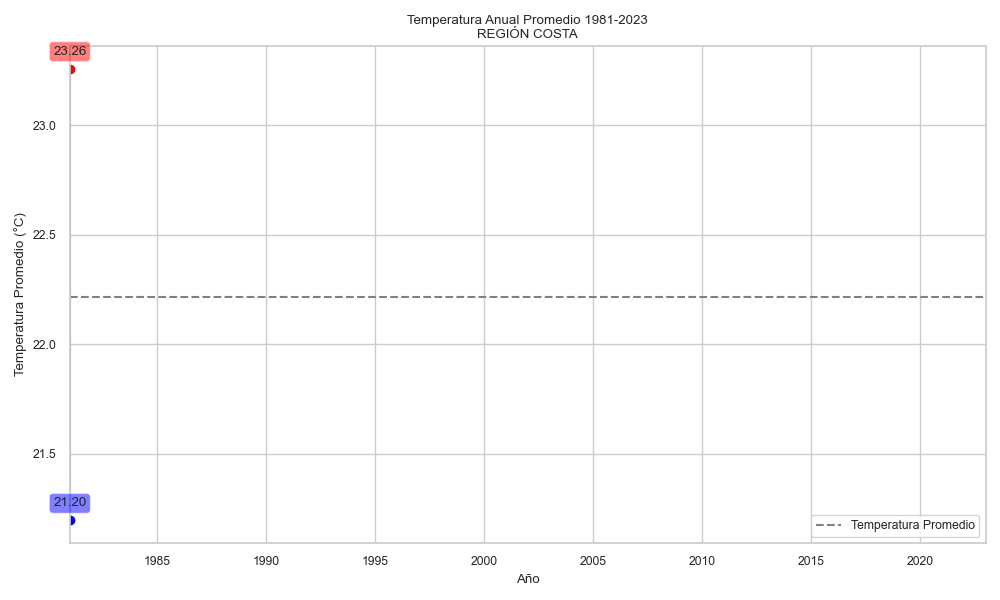 Temperatura Anual Promedio 1981-2023
REGIÓN COSTA
23.26
23.0
22.5
22.0
21.5
21.20
Temperatura Promedio (°C)
Temperatura Promedio
1985 1990 1995 2000 2005 2010 2015 2020
Año